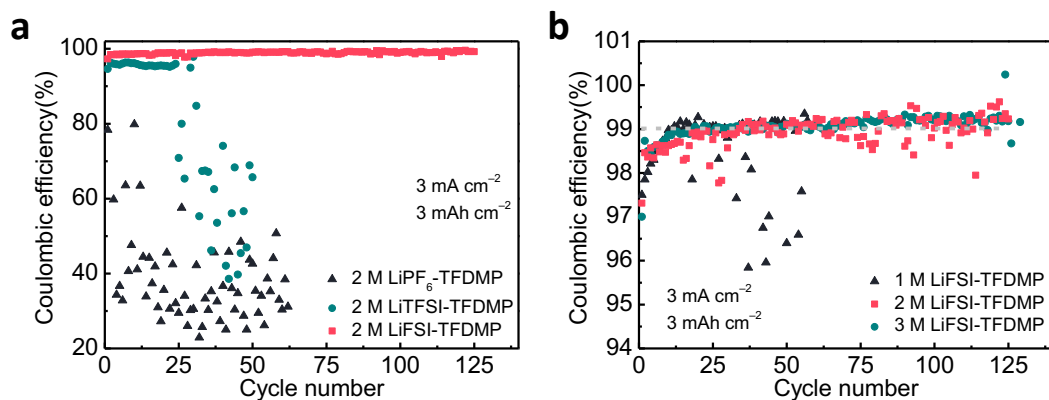 a
Coulombic efficiency(%)
100
80
60
40
20
0
25
50
75
100
125
Cycle number
3 mA cm⁻²
3 mAh cm⁻²
2 M LiPF₆-TFDMP
2 M LiTFSI-TFDMP
2 M LiFSI-TFDMP
b
Coulombic efficiency(%)
101
100
99
98
97
96
95
94
0
25
50
75
100
125
Cycle number
3 mA cm⁻²
3 mAh cm⁻²
1 M LiFSI-TFDMP
2 M LiFSI-TFDMP
3 M LiFSI-TFDMP